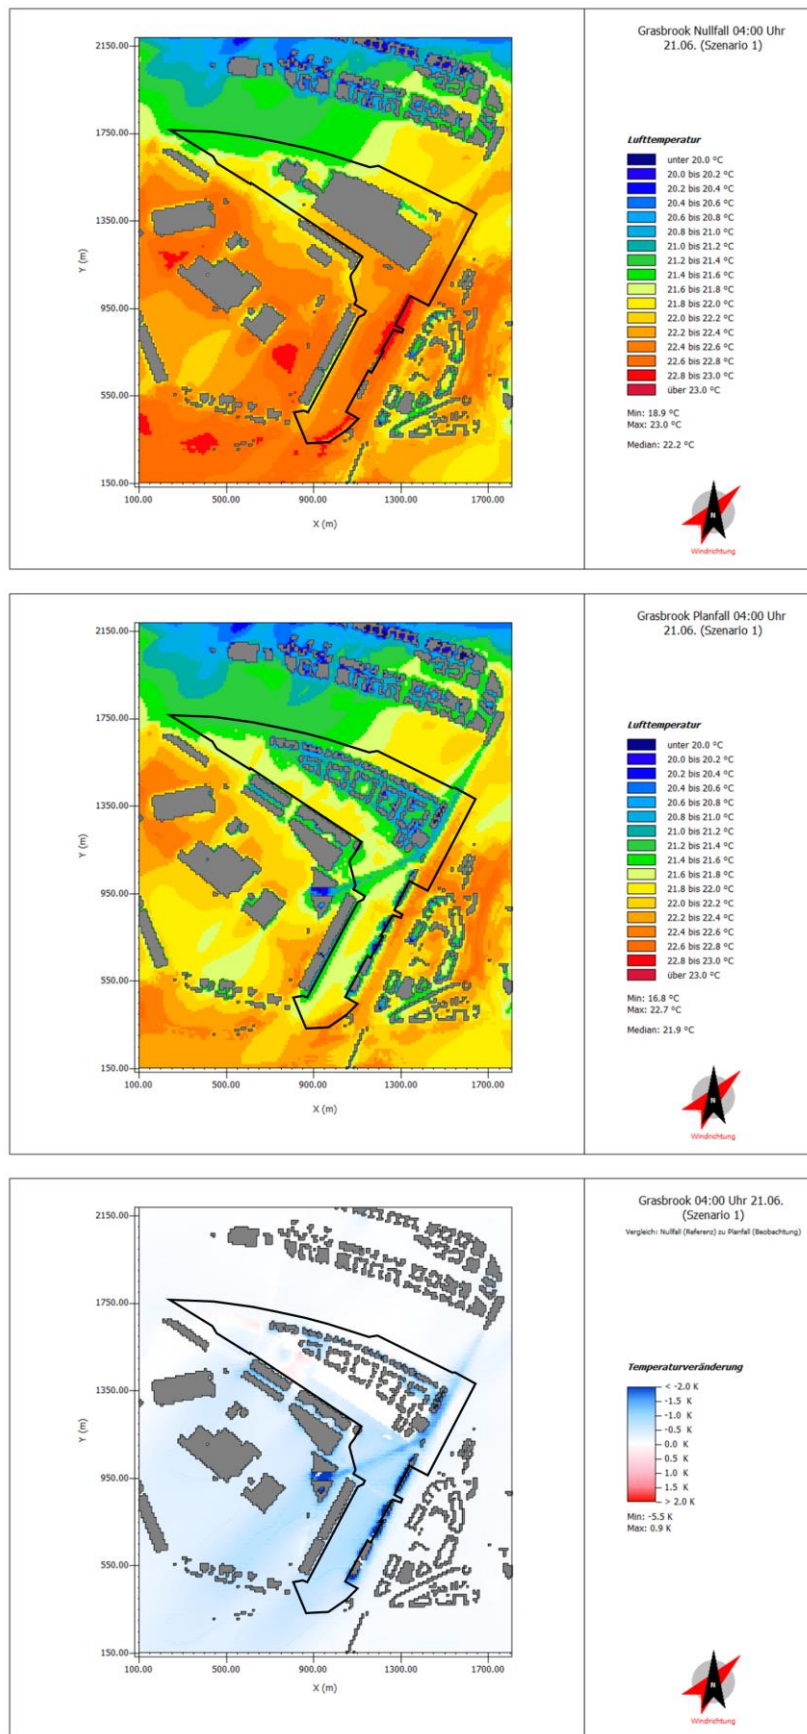 Grasbrook Nullfall 04:00 Uhr
21.06. (Szenario 1)
2150.00
1750.00
1350.00
950.00
550.00
150.00
Y (m)
100.00 500.00 900.00 1300.00 1700.00
X (m)
Lufttemperatur
unter 20.0 °C
20.0 bis 20.2 °C
20.2 bis 20.4 °C
20.4 bis 20.6 °C
20.6 bis 20.8 °C
20.8 bis 21.0 °C
21.0 bis 21.2 °C
21.2 bis 21.4 °C
21.4 bis 21.6 °C
21.6 bis 21.8 °C
21.8 bis 22.0 °C
22.0 bis 22.2 °C
22.2 bis 22.4 °C
22.4 bis 22.6 °C
22.6 bis 22.8 °C
22.8 bis 23.0 °C
über 23.0 °C
Min: 18.9 °C
Max: 23.0 °C
Median: 22.2 °C
N
Windrichtung
Grasbrook Planfall 04:00 Uhr
21.06. (Szenario 1)
2150.00
1750.00
1350.00
950.00
550.00
150.00
Y (m)
100.00 500.00 900.00 1300.00 1700.00
X (m)
Lufttemperatur
unter 20.0 °C
20.0 bis 20.2 °C
20.2 bis 20.4 °C
20.4 bis 20.6 °C
20.6 bis 20.8 °C
20.8 bis 21.0 °C
21.0 bis 21.2 °C
21.2 bis 21.4 °C
21.4 bis 21.6 °C
21.6 bis 21.8 °C
21.8 bis 22.0 °C
22.0 bis 22.2 °C
22.2 bis 22.4 °C
22.4 bis 22.6 °C
22.6 bis 22.8 °C
22.8 bis 23.0 °C
über 23.0 °C
Min: 16.8 °C
Max: 22.7 °C
Median: 21.9 °C
N
Windrichtung
Grasbrook 04:00 Uhr 21.06.
(Szenario 1)
Vergleich: Nullfall (Referenz) zu Planfall (Beobachtung)
2150.00
1750.00
1350.00
950.00
550.00
150.00
Y (m)
100.00 500.00 900.00 1300.00 1700.00
X (m)
Temperaturveränderung
< -2.0 K
-1.5 K
-1.0 K
-0.5 K
0.0 K
0.5 K
1.0 K
1.5 K
> 2.0 K
Min: -5.5 K
Max: 0.9 K
N
Windrichtung